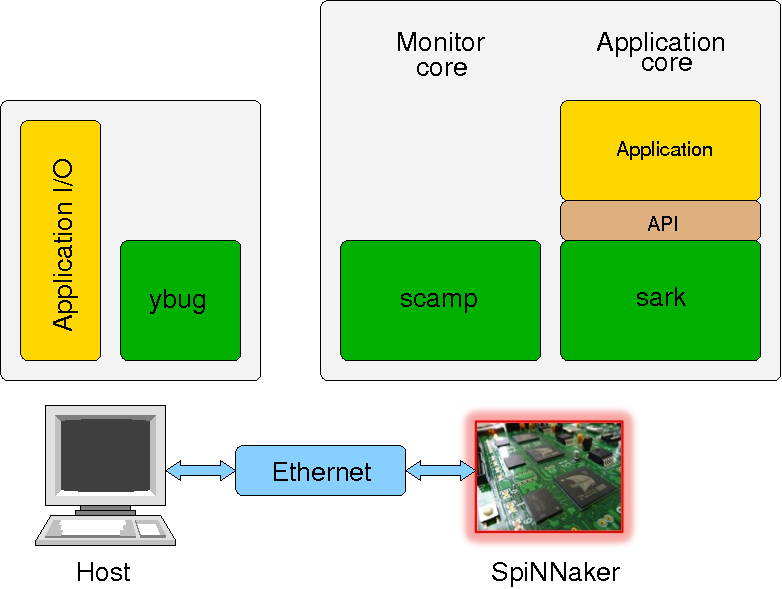 Monitor
core
Application
core
Application I/O
ybug
scamp
Application
API
sark
Ethernet
Host
SpiNNaker